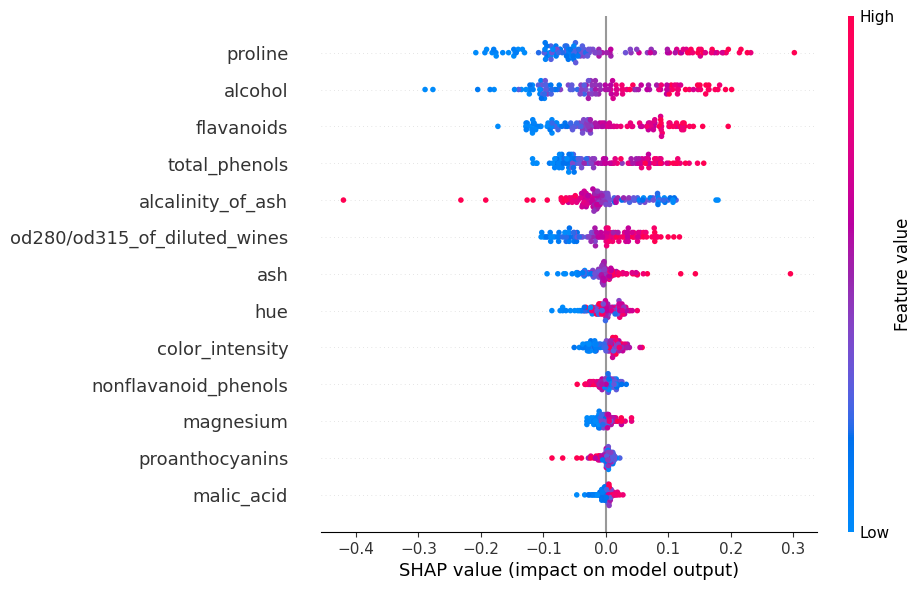 High
proline
alcohol
flavanoids
total_phenols
alcalinity_of_ash
od280/od315_of_diluted_wines
ash
hue
color_intensity
nonflavanoid_phenols
magnesium
proanthocyanins
malic_acid
Feature value
Low
−0.4 −0.3 −0.2 −0.1 0.0 0.1 0.2 0.3
SHAP value (impact on model output)